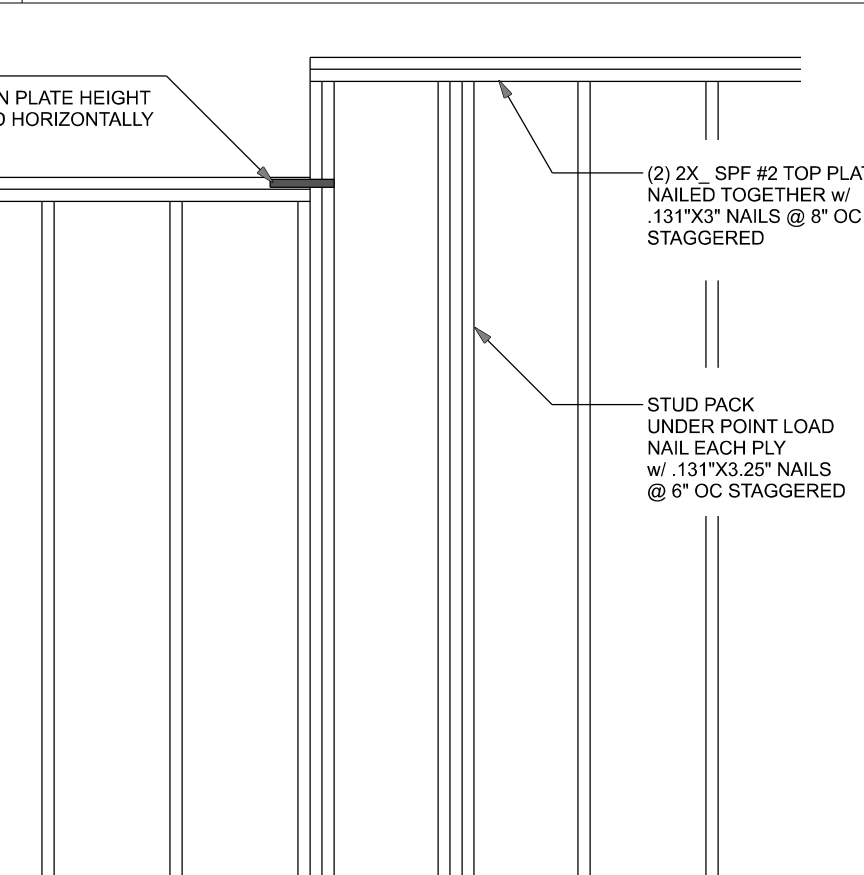 PLATE HEIGHT
HORIZONTALLY
(2) 2X_ SPF #2 TOP
NAILED TOGETHER w/
.131"X3" NAILS @ 8" OC
STAGGERED
STUD PACK
UNDER POINT LOAD
NAIL EACH PLY
w/ .131"X3.25" NAILS
@ 6" OC STAGGERED